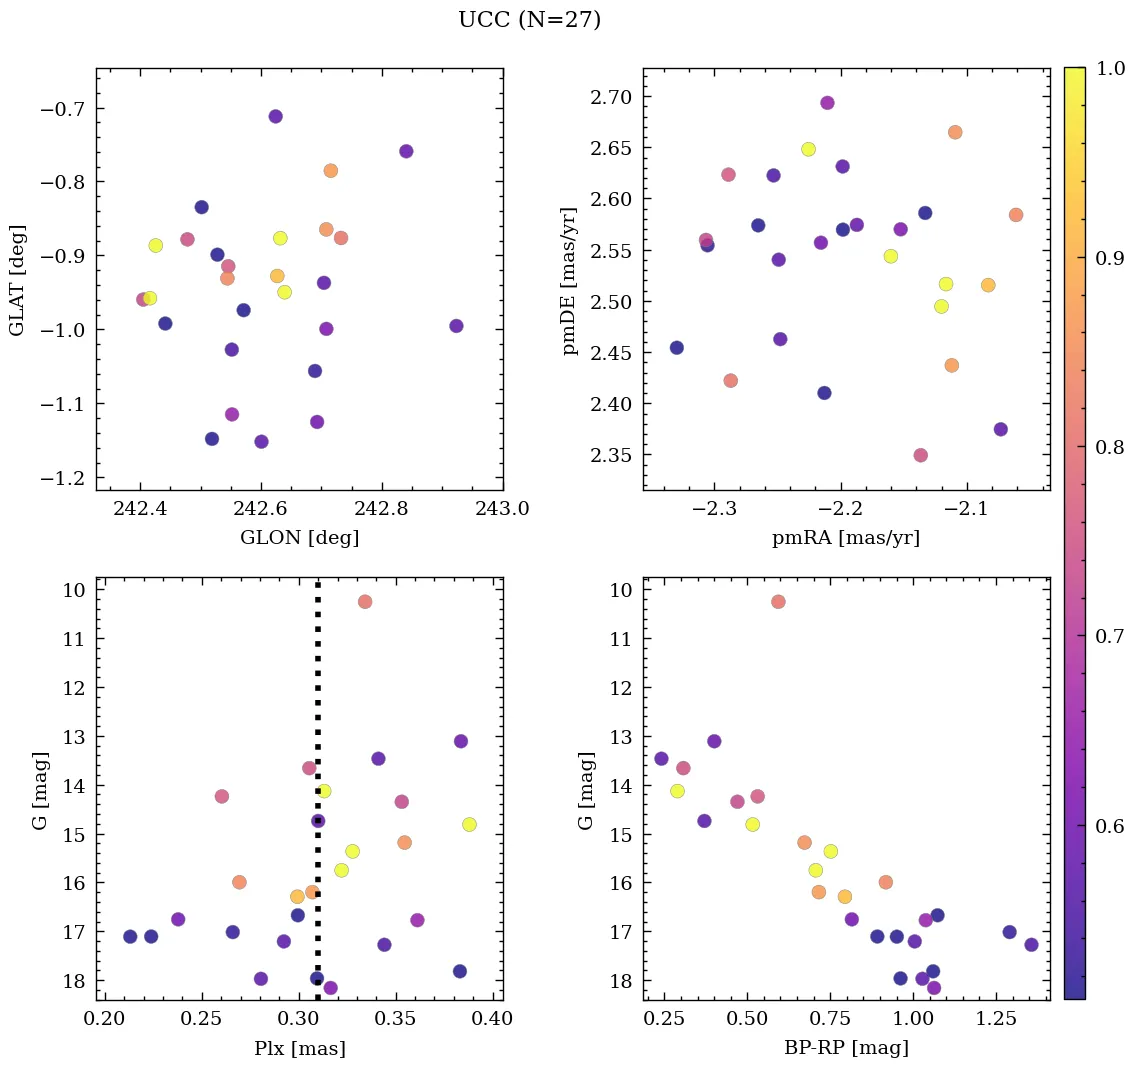 UCC (N=27)
−0.7
−0.8
−0.9
−1.0
−1.1
−1.2
GLAT [deg]
242.4 242.6 242.8 243.0
GLON [deg]
2.70
2.65
2.60
2.55
2.50
2.45
2.40
2.35
pmDE [mas/yr]
−2.3 −2.2 −2.1
pmRA [mas/yr]
1.0
0.9
0.8
0.7
0.6
10
11
12
13
14
15
16
17
18
G [mag]
0.20 0.25 0.30 0.35 0.40
Plx [mas]
10
11
12
13
14
15
16
17
18
G [mag]
0.25 0.50 0.75 1.00 1.25
BP-RP [mag]